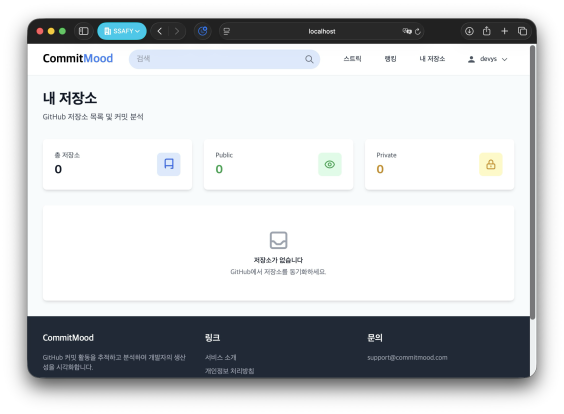 SSAFY
localhost
CommitMood
검색
스트릭
랭킹
내 저장소
devys
내 저장소
GitHub 저장소 목록 및 커밋 분석
총 저장소
0
Public
0
Private
0
저장소가 없습니다
GitHub에서 저장소를 동기화하세요.
CommitMood
링크
문의
GitHub 커밋 활동을 추적하고 분석하여 개발자의 생산
성을 시각화합니다.
서비스 소개
개인정보 처리방침
support@commitmood.com